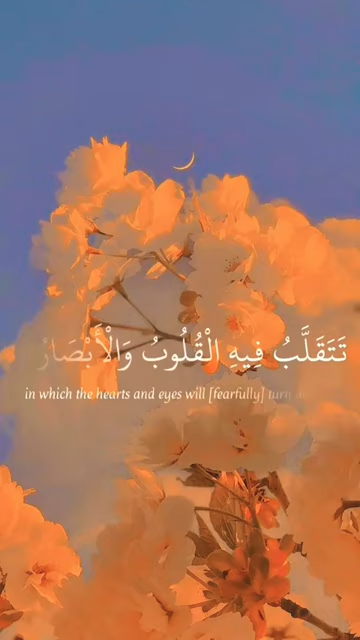 تَتَقَلَّبُ فِيهِ الْقُلُوبُ وَالْأَبْصَارُ
in which the hearts and eyes will [fearfully] turn